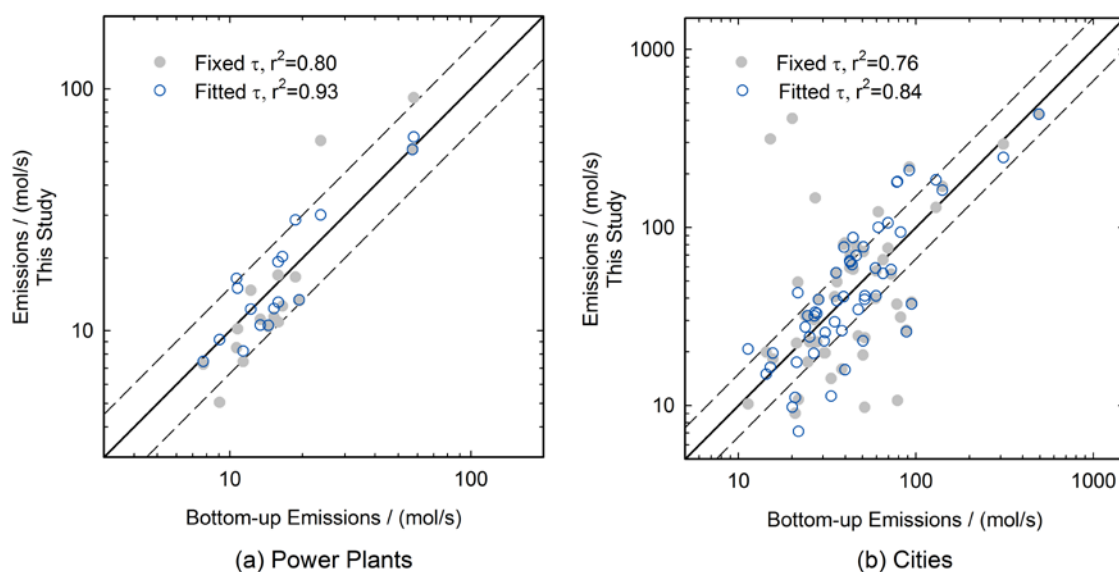 Fixed τ, r²=0.80
Fitted τ, r²=0.93
100
10
Emissions / (mol/s)
This Study
10
100
Bottom-up Emissions / (mol/s)
(a) Power Plants
Fixed τ, r²=0.76
Fitted τ, r²=0.84
1000
100
10
Emissions / (mol/s)
This Study
10
100
1000
Bottom-up Emissions / (mol/s)
(b) Cities